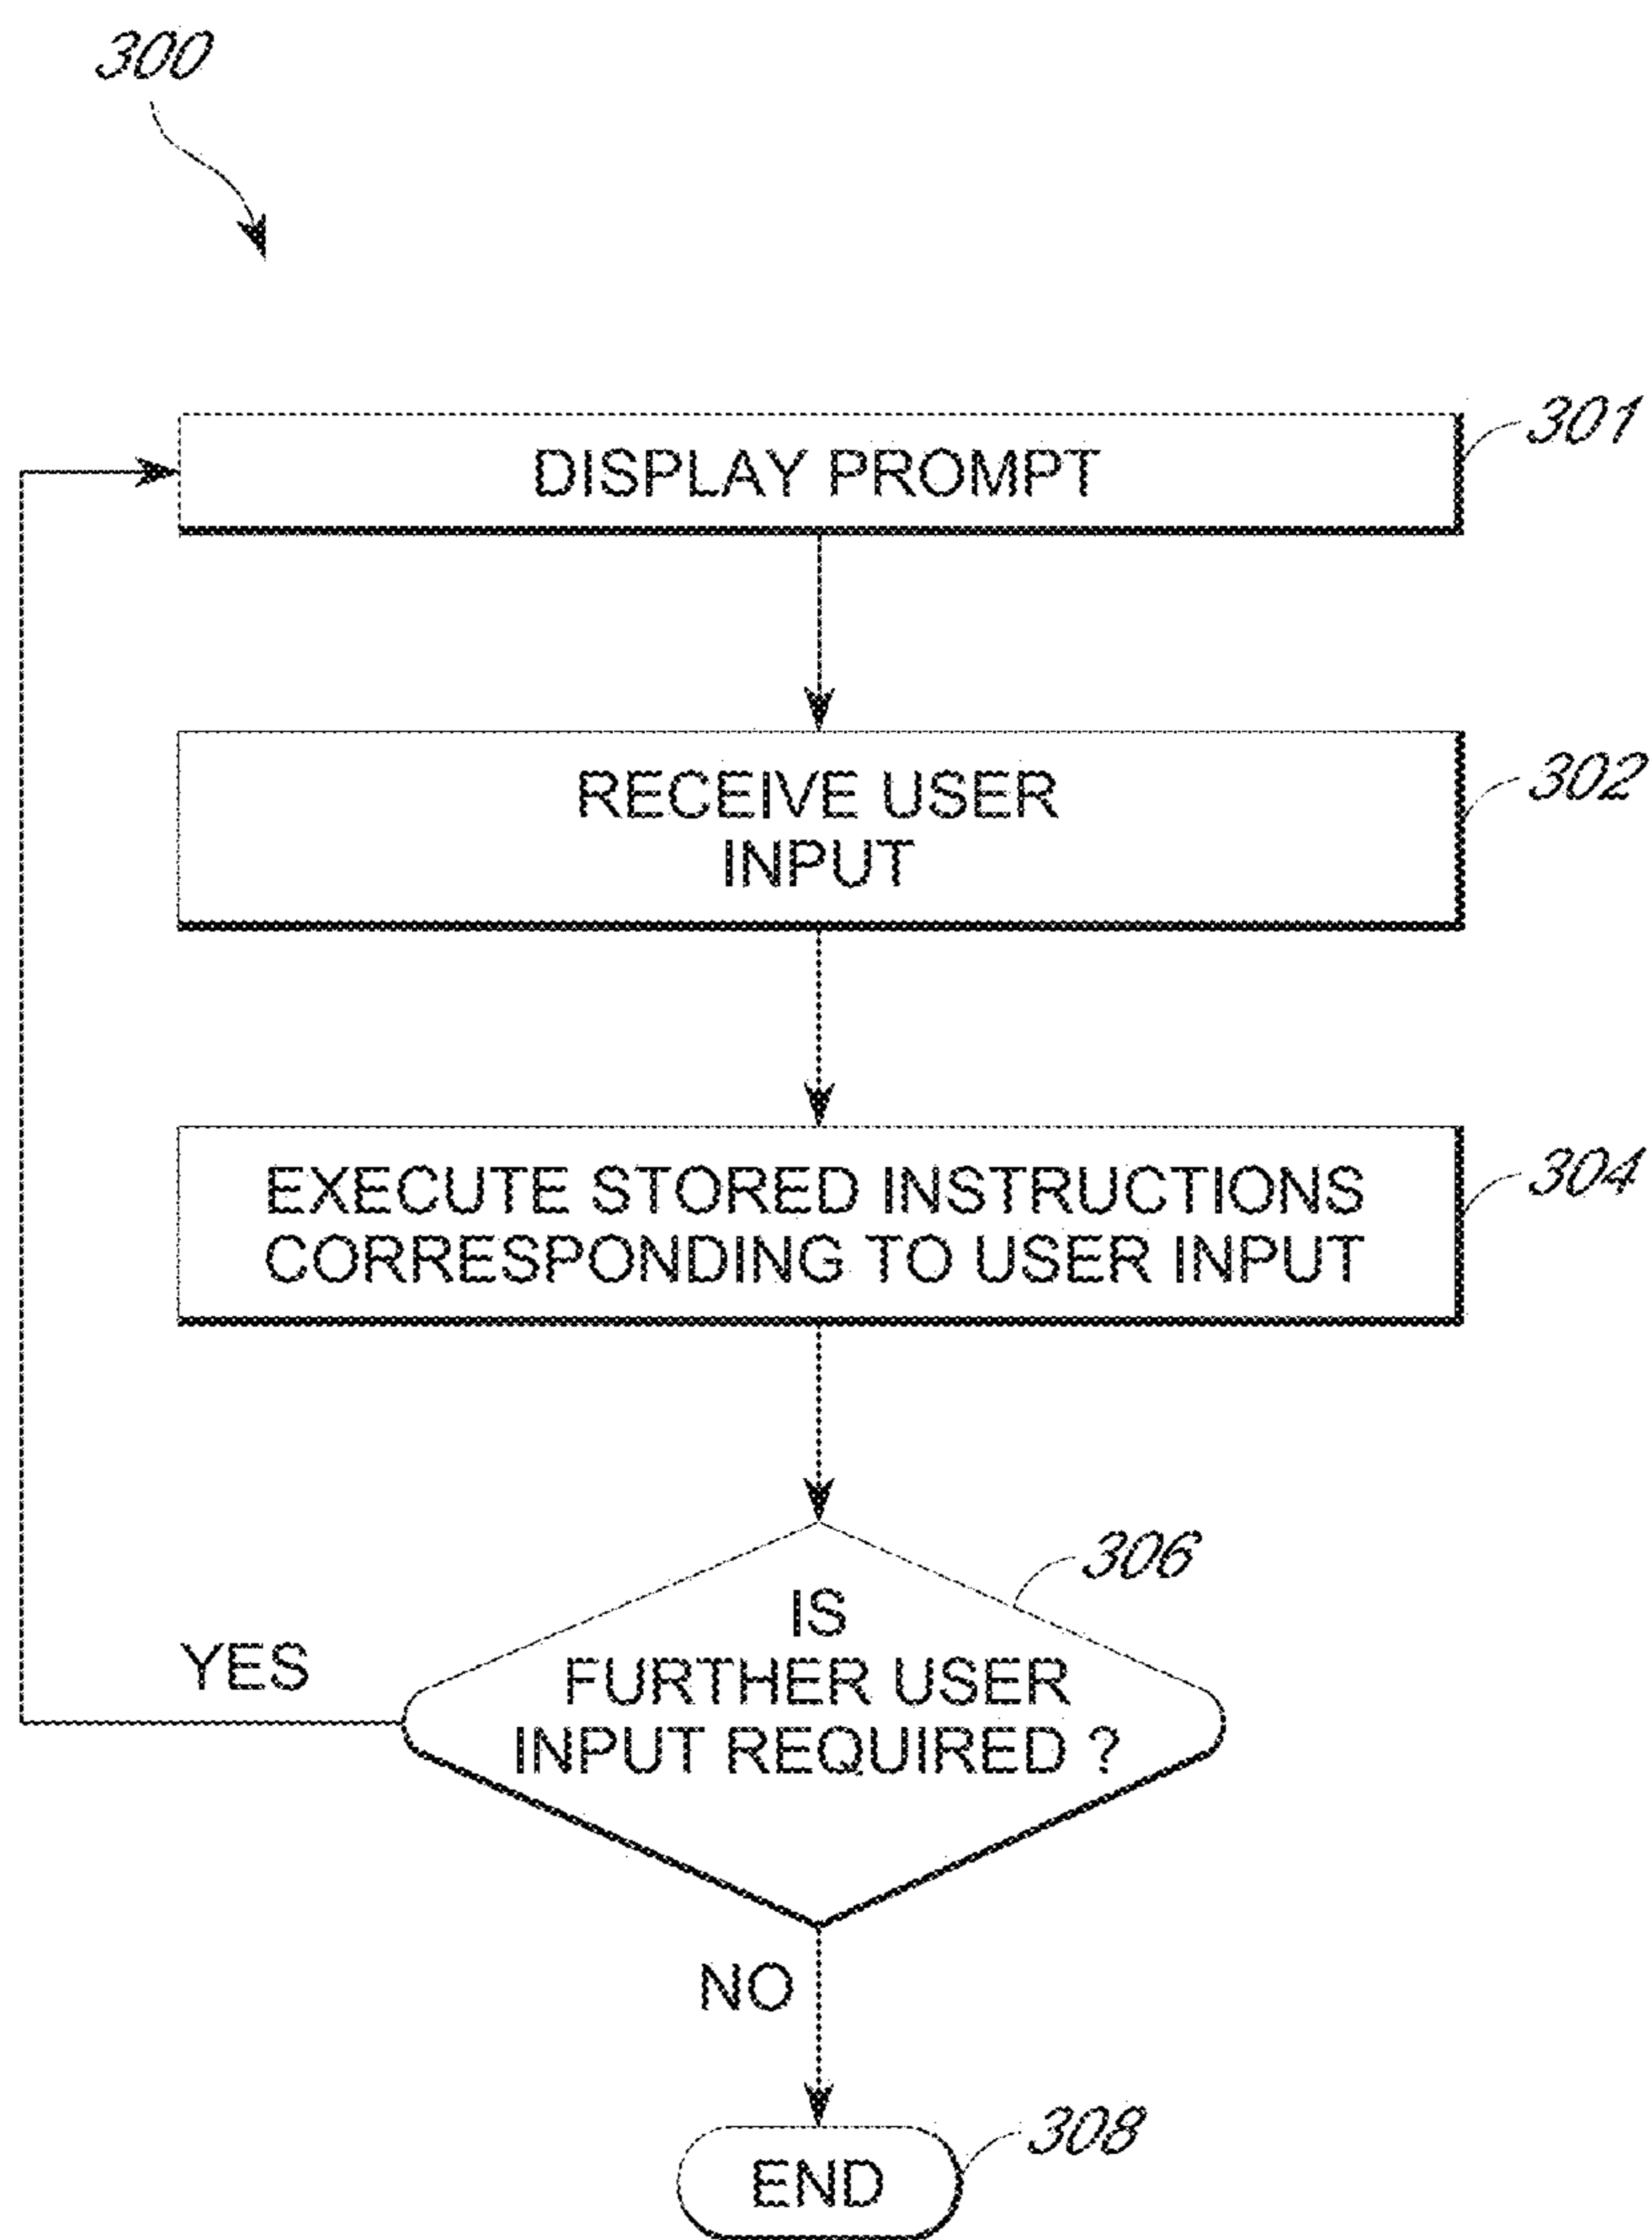 300
301
DISPLAY PROMPT
302
RECEIVE USER
INPUT
304
EXECUTE STORED INSTRUCTIONS
CORRESPONDING TO USER INPUT
306
IS
FURTHER USER
INPUT REQUIRED ?
YES
NO
308
END